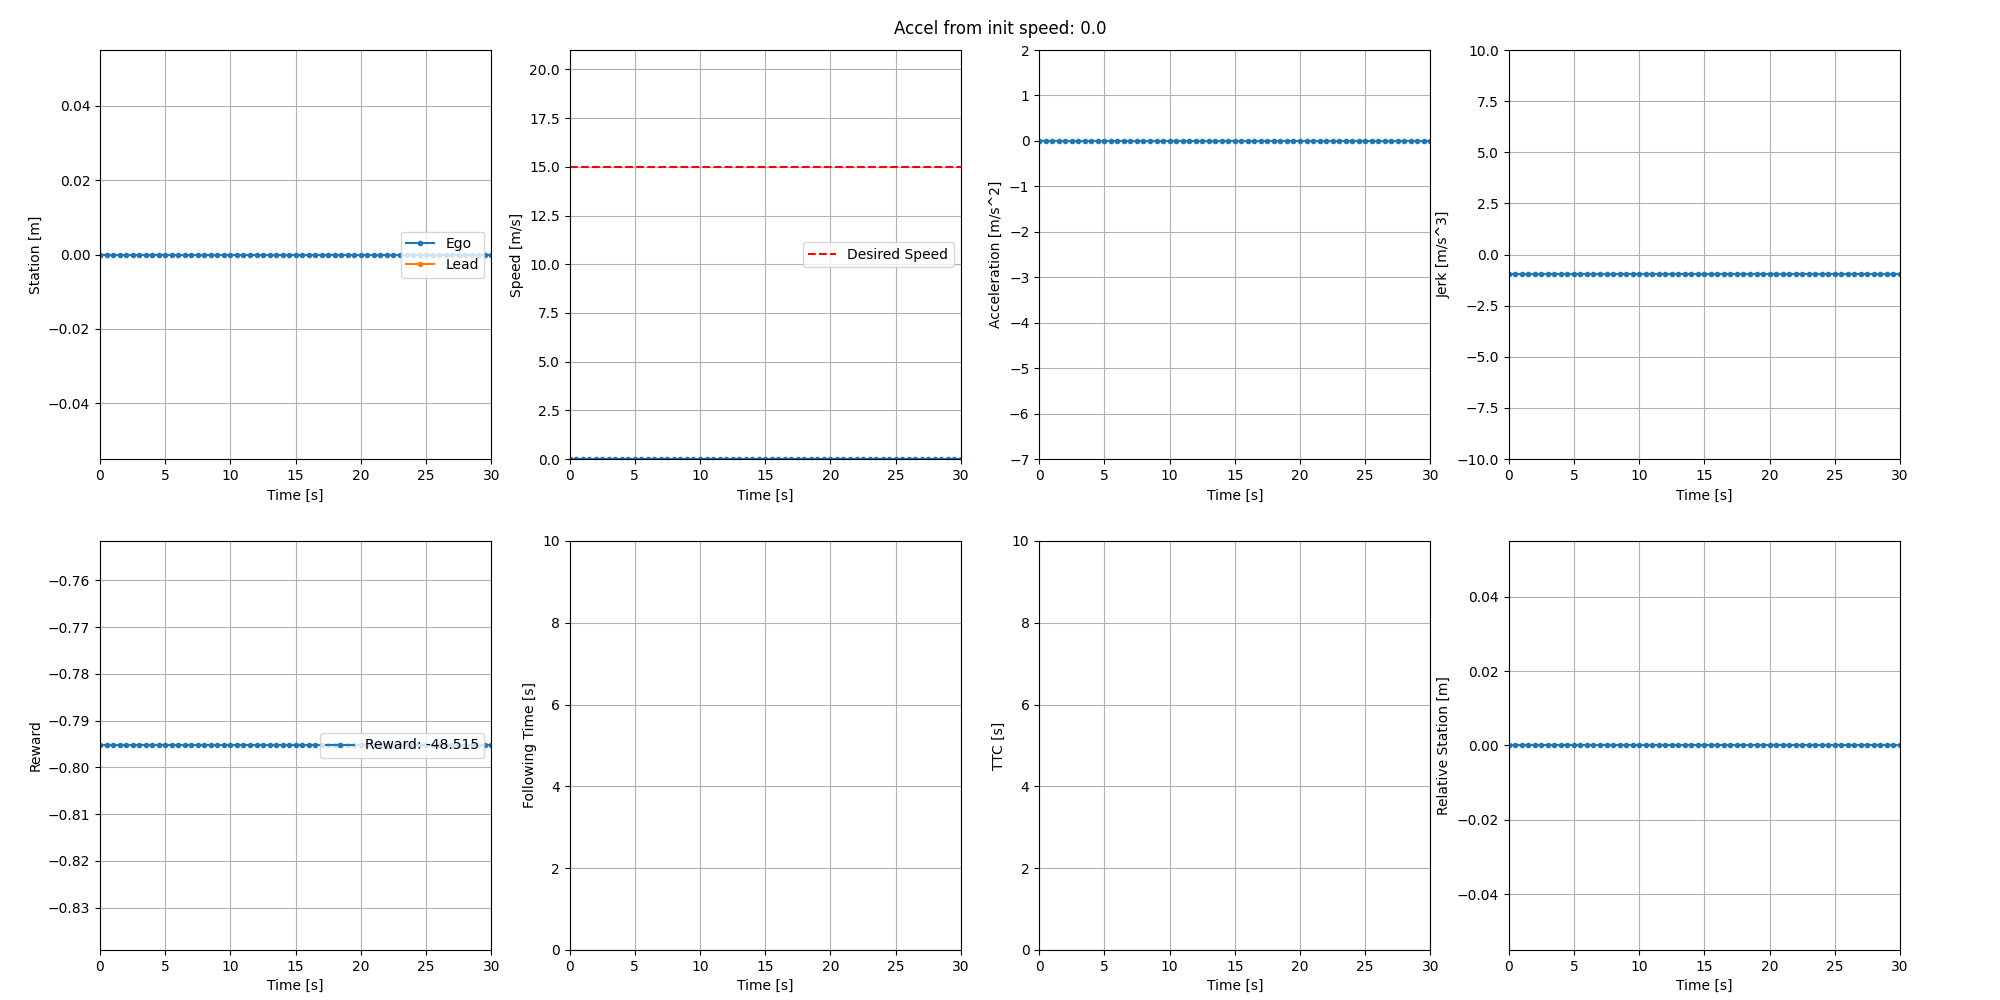 Accel from init speed: 0.0
Station [m]
0.04
0.02
0.00
−0.02
−0.04
Ego
Lead
0 5 10 15 20 25 30
Time [s]
Speed [m/s]
20.0
17.5
15.0
12.5
10.0
7.5
5.0
2.5
0.0
Desired Speed
0 5 10 15 20 25 30
Time [s]
Acceleration [m/s^2]
2
1
0
−1
−2
−3
−4
−5
−6
−7
0 5 10 15 20 25 30
Time [s]
Jerk [m/s^3]
10.0
7.5
5.0
2.5
0.0
−2.5
−5.0
−7.5
−10.0
0 5 10 15 20 25 30
Time [s]
Reward
−0.76
−0.77
−0.78
−0.79
−0.80
−0.81
−0.82
−0.83
Reward: -48.515
0 5 10 15 20 25 30
Time [s]
Following Time [s]
10
8
6
4
2
0
0 5 10 15 20 25 30
Time [s]
TTC [s]
10
8
6
4
2
0
0 5 10 15 20 25 30
Time [s]
Relative Station [m]
0.04
0.02
0.00
−0.02
−0.04
0 5 10 15 20 25 30
Time [s]